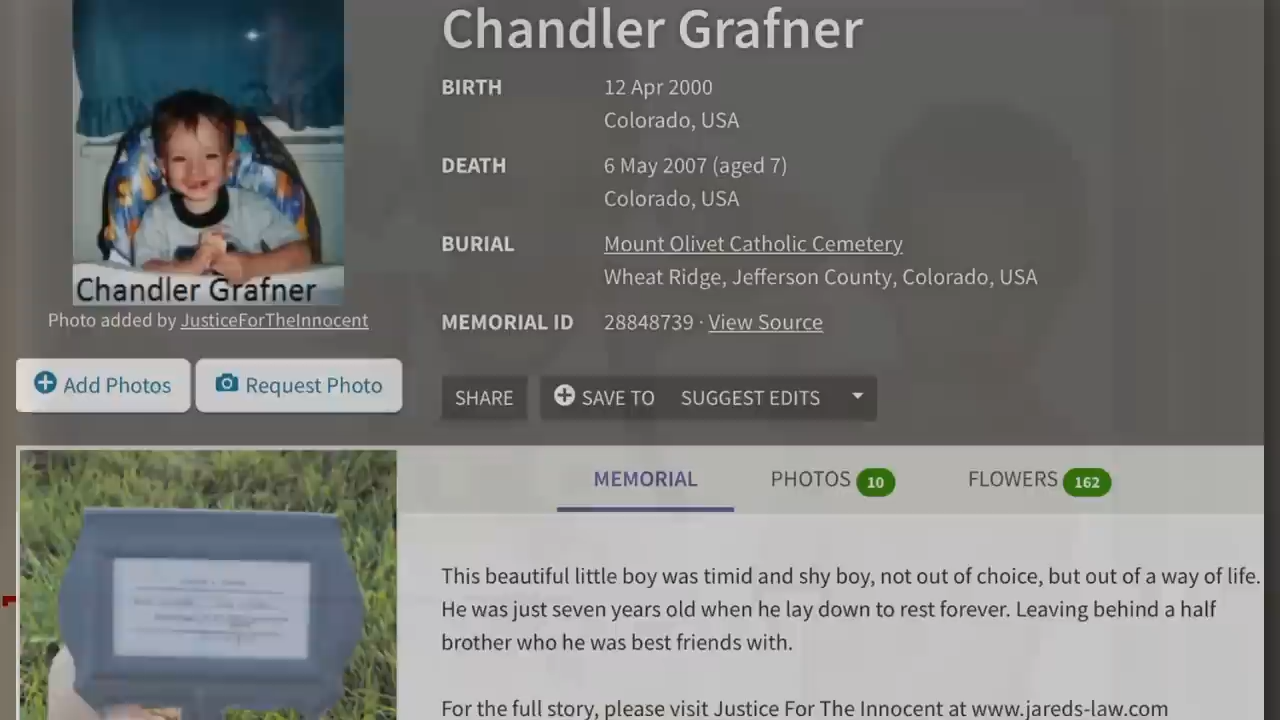 Chandler Grafner
BIRTH
12 Apr 2000
Colorado, USA
DEATH
6 May 2007 (aged 7)
Colorado, USA
BURIAL
Mount Olivet Catholic Cemetery
Wheat Ridge, Jefferson County, Colorado, USA
MEMORIAL ID
28848739 · View Source
SHARE
SAVE TO
SUGGEST EDITS
Chandler Grafner
Photo added by JusticeForTheInnocent
Add Photos
Request Photo
MEMORIAL
PHOTOS 10
FLOWERS 162
This beautiful little boy was timid and shy boy, not out of choice, but out of a way of life.
He was just seven years old when he lay down to rest forever. Leaving behind a half
brother who he was best friends with.
For the full story, please visit Justice For The Innocent at www.jareds-law.com